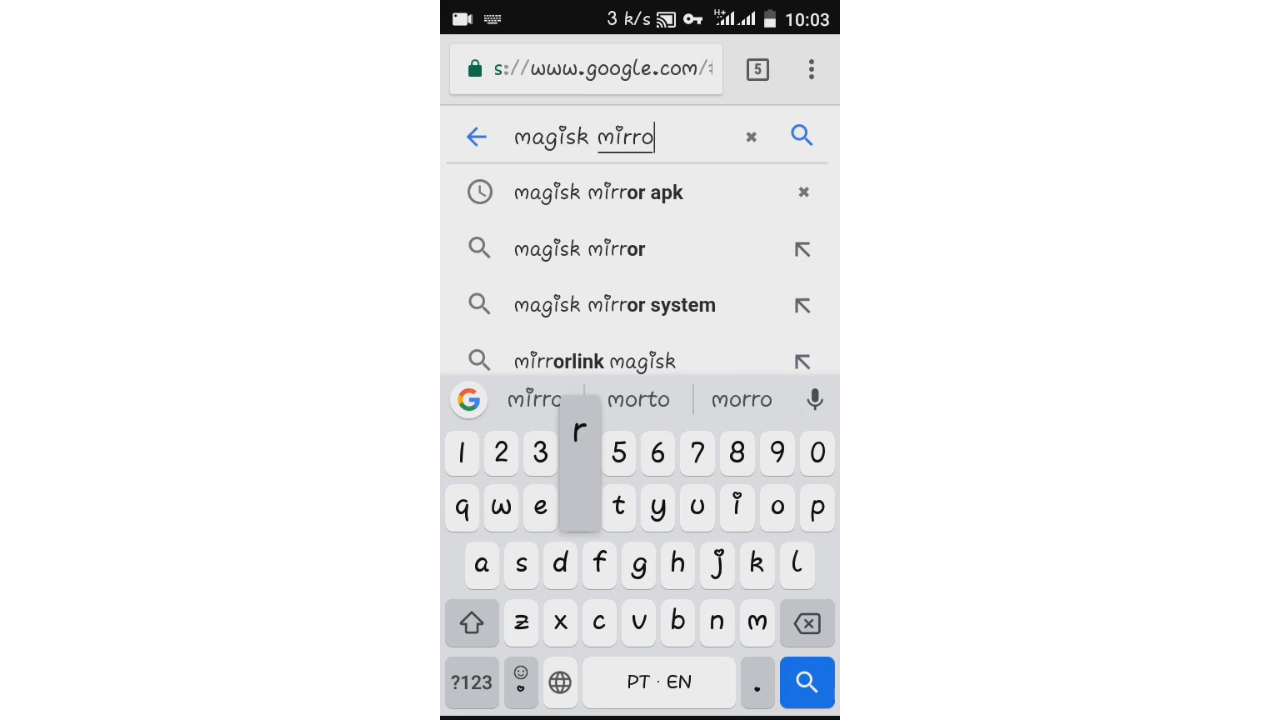 3 k/s H+ 10:03
s://www.google.com/ 5
magisk mirro
magisk mirror apk
magisk mirror
magisk mirror system
mirrorlink magisk
mirro morto morro
1 2 3 r 5 6 7 8 9 0
q w e t y u i o p
a s d f g h j k l
z x c v b n m
?123 PT · EN .